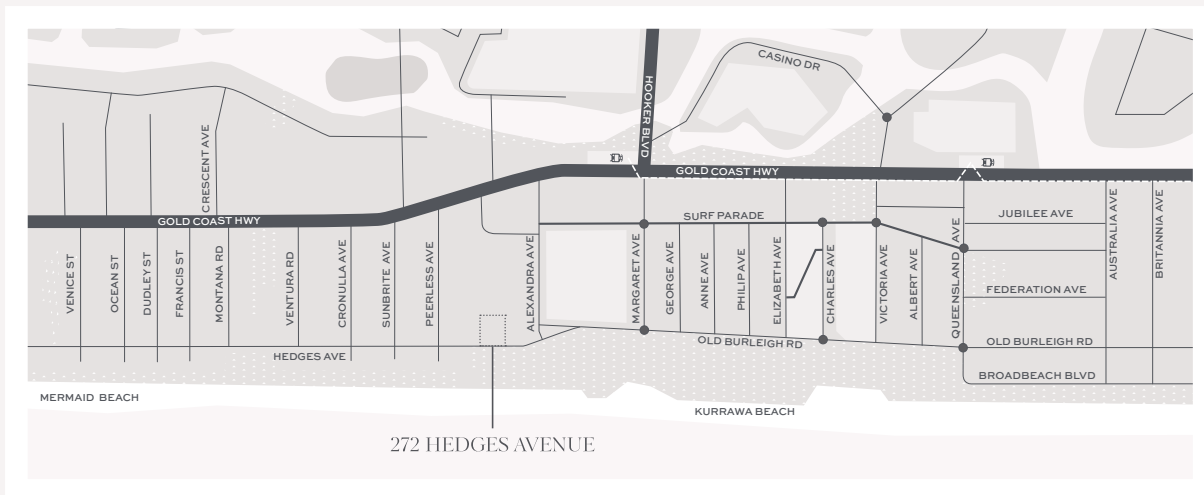 CASINO DR
HOOKER BLVD
CRESCENT AVE
GOLD COAST HWY
GOLD COAST HWY
SURF PARADE
JUBILEE AVE
VENICE ST
OCEAN ST
DUDLEY ST
FRANCIS ST
MONTANA RD
VENTURA RD
CRONULLA AVE
SUNBRITE AVE
PEERLESS AVE
ALEXANDRA AVE
MARGARET AVE
GEORGE AVE
ANNE AVE
PHILIP AVE
ELIZABETH AVE
CHARLES AVE
VICTORIA AVE
ALBERT AVE
QUEENSLAND AVE
AUSTRALIA AVE
BRITANNIA AVE
FEDERATION AVE
OLD BURLEIGH RD
OLD BURLEIGH RD
HEDGES AVE
BROADBEACH BLVD
MERMAID BEACH
KURRAWA BEACH
272 HEDGES AVENUE